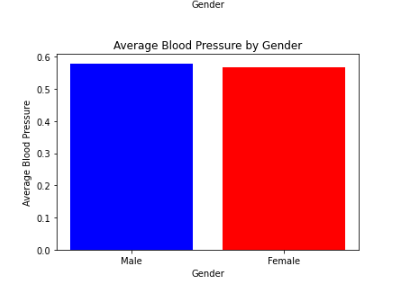 Gender
Average Blood Pressure by Gender
0.6
0.5
0.4
0.3
0.2
0.1
0.0
Average Blood Pressure
Male Female
Gender